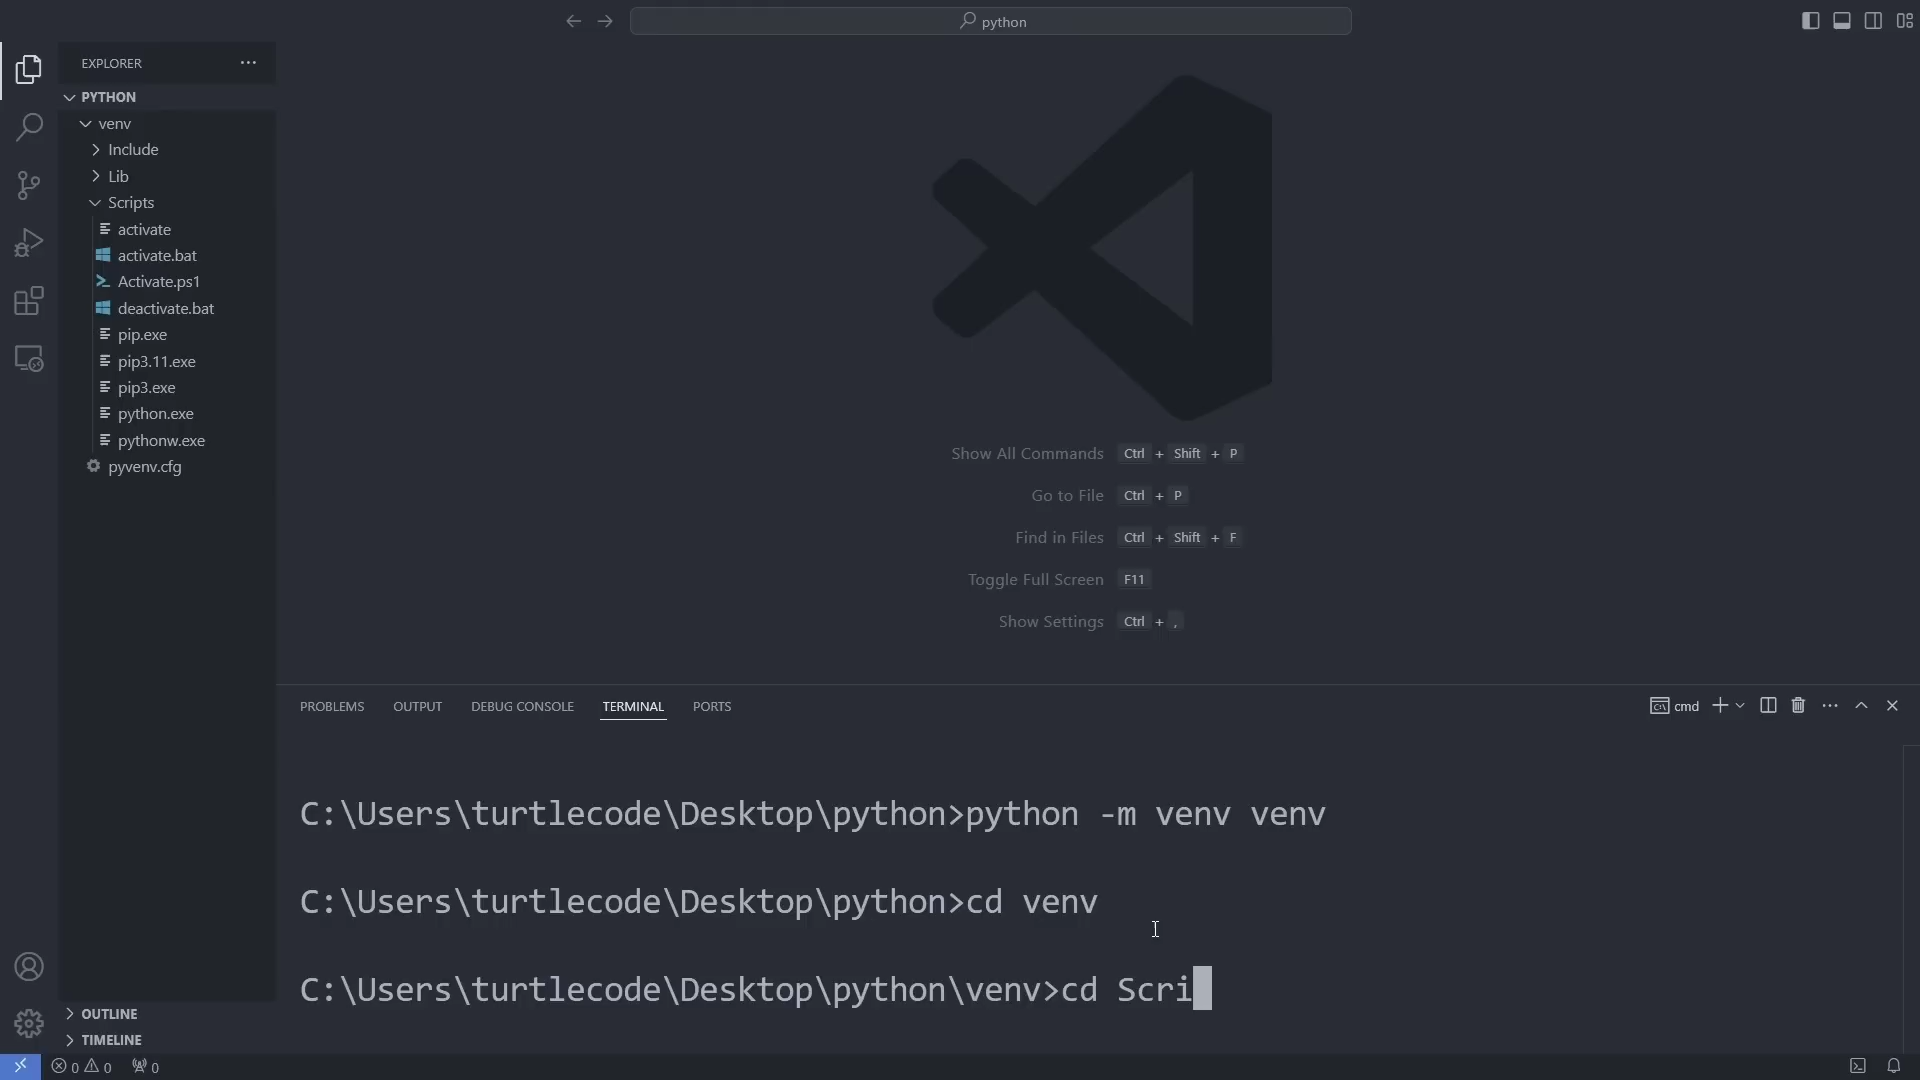 python
EXPLORER
PYTHON
venv
Include
Lib
Scripts
activate
activate.bat
Activate.ps1
deactivate.bat
pip.exe
pip3.11.exe
pip3.exe
python.exe
pythonw.exe
pyvenv.cfg
OUTLINE
TIMELINE
Show All Commands Ctrl + Shift + P
Go to File Ctrl + P
Find in Files Ctrl + Shift + F
Toggle Full Screen F11
Show Settings Ctrl + ,
PROBLEMS OUTPUT DEBUG CONSOLE TERMINAL PORTS
cmd
C:\Users\turtlecode\Desktop\python>python -m venv venv
C:\Users\turtlecode\Desktop\python>cd venv
C:\Users\turtlecode\Desktop\python\venv>cd Scri
0 0 0